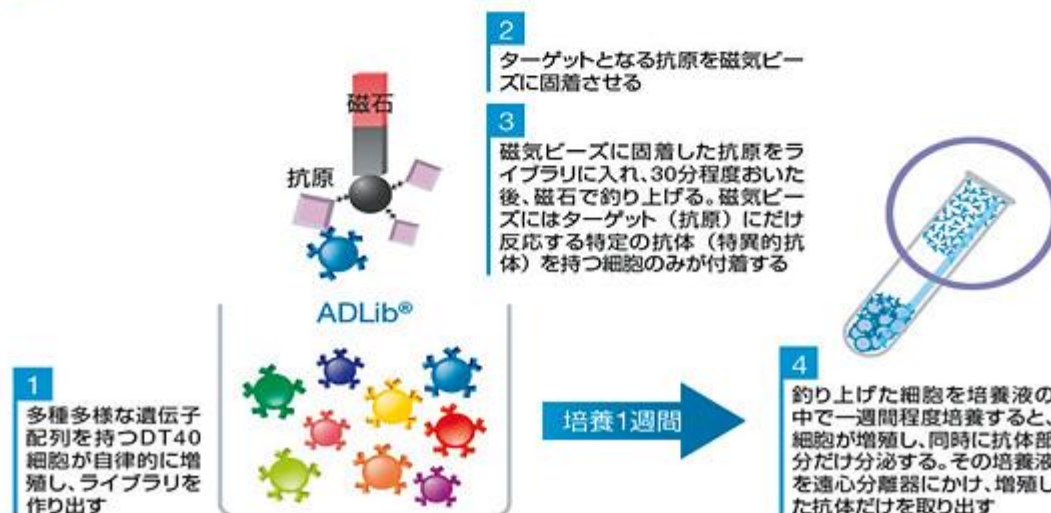 2
ターゲットとなる抗原を磁気ビー
ズに固着させる
磁石
抗原
3
磁気ビーズに固着した抗原をラ
イブラリに入れ、30分程度おいた
後、磁石で釣り上げる。磁気ビー
ズにはターゲット（抗原）にだけ
反応する特定の抗体（特異的抗
体）を持つ細胞のみが付着する
ADLib®
1
多種多様な遺伝子
配列を持つDT40
細胞が自律的に増
殖し、ライブラリを
作り出す
培養1週間
4
釣り上げた細胞を培養液の
中で一週間程度培養すると、
細胞が増殖し、同時に抗体部
分だけ分泌する。その培養液
を遠心分離器にかけ、増殖し
た抗体だけを取り出す